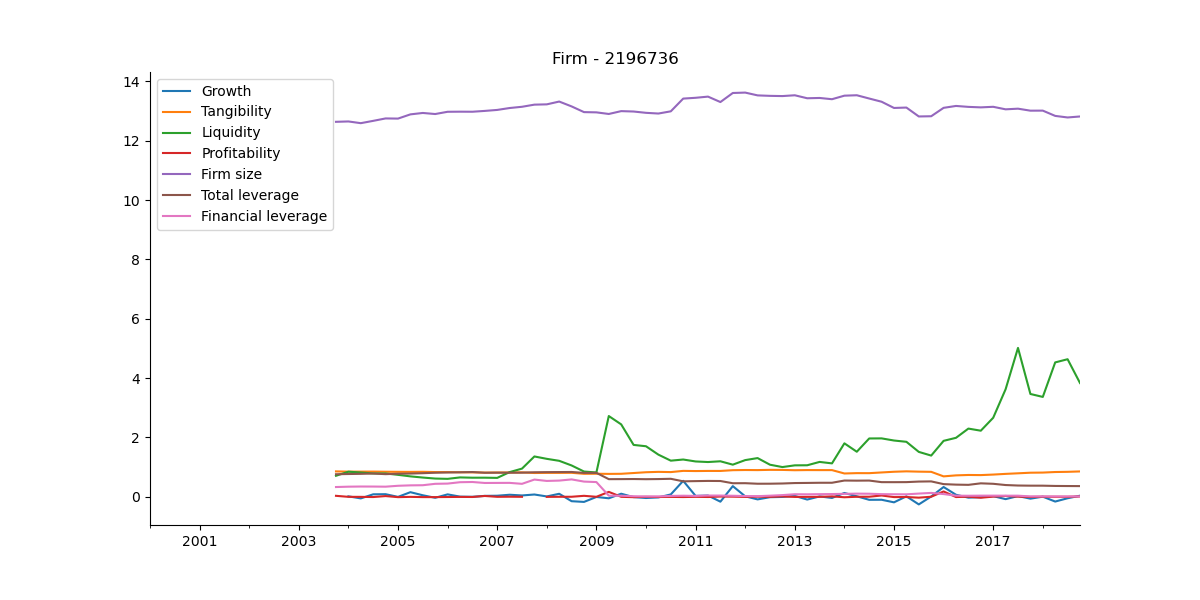 Firm - 2196736
14
12
10
8
6
4
2
0
Growth
Tangibility
Liquidity
Profitability
Firm size
Total leverage
Financial leverage
2001 2003 2005 2007 2009 2011 2013 2015 2017